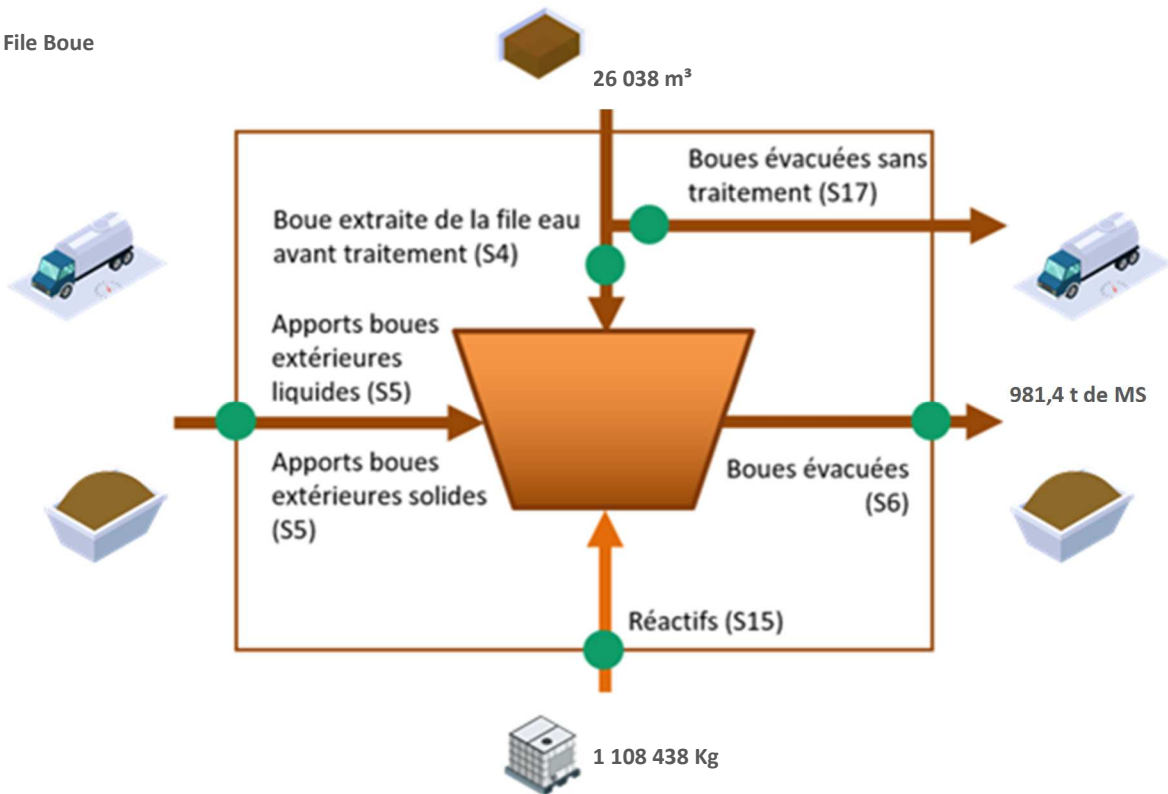 File Boue
26 038 m³
Boues évacuées sans
traitement (S17)
Boue extraite de la file eau
avant traitement (S4)
Apports boues
extérieures
liquides (S5)
981,4 t de MS
Apports boues
extérieures solides
(S5)
Boues évacuées
(S6)
Réactifs (S15)
1 108 438 Kg